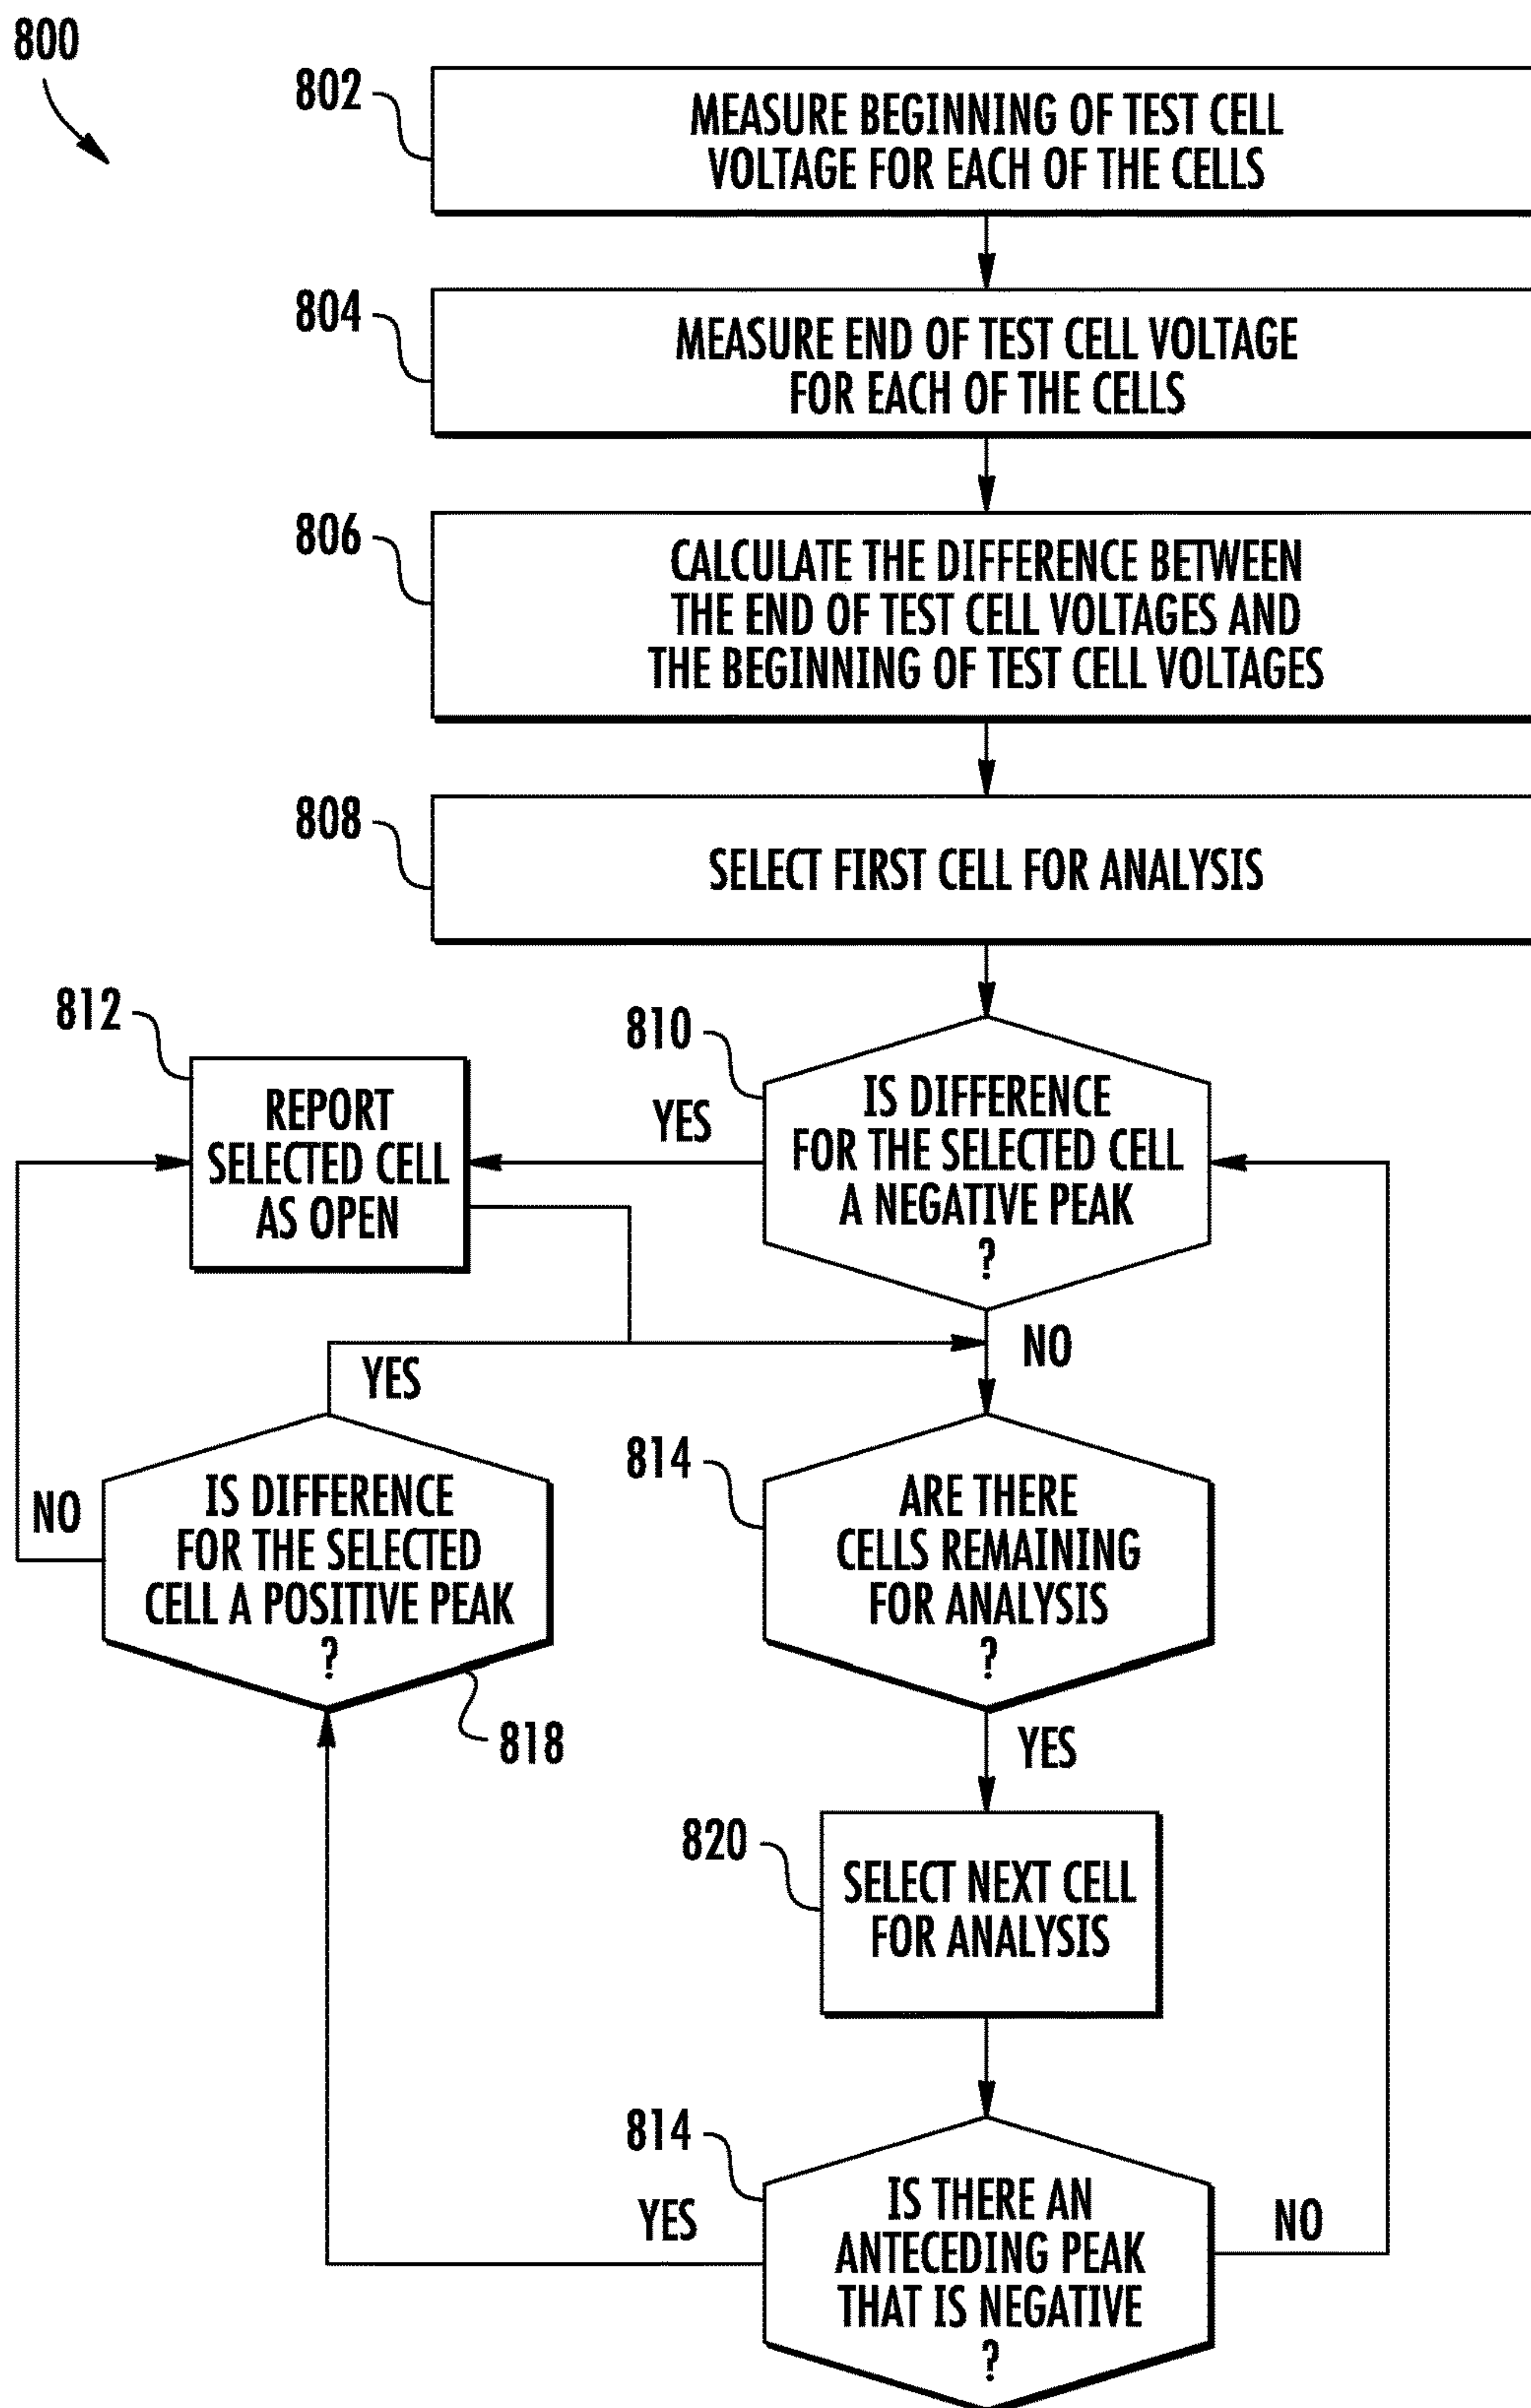 800
802
MEASURE BEGINNING OF TEST CELL
VOLTAGE FOR EACH OF THE CELLS
804
MEASURE END OF TEST CELL VOLTAGE
FOR EACH OF THE CELLS
806
CALCULATE THE DIFFERENCE BETWEEN
THE END OF TEST CELL VOLTAGES AND
THE BEGINNING OF TEST CELL VOLTAGES
808
SELECT FIRST CELL FOR ANALYSIS
810
IS DIFFERENCE
FOR THE SELECTED CELL
A NEGATIVE PEAK
?
YES
812
REPORT
SELECTED CELL
AS OPEN
NO
814
ARE THERE
CELLS REMAINING
FOR ANALYSIS
?
YES
NO
IS DIFFERENCE
FOR THE SELECTED
CELL A POSITIVE PEAK
?
818
YES
820
SELECT NEXT CELL
FOR ANALYSIS
814
IS THERE AN
ANTECEDING PEAK
THAT IS NEGATIVE
?
YES
NO